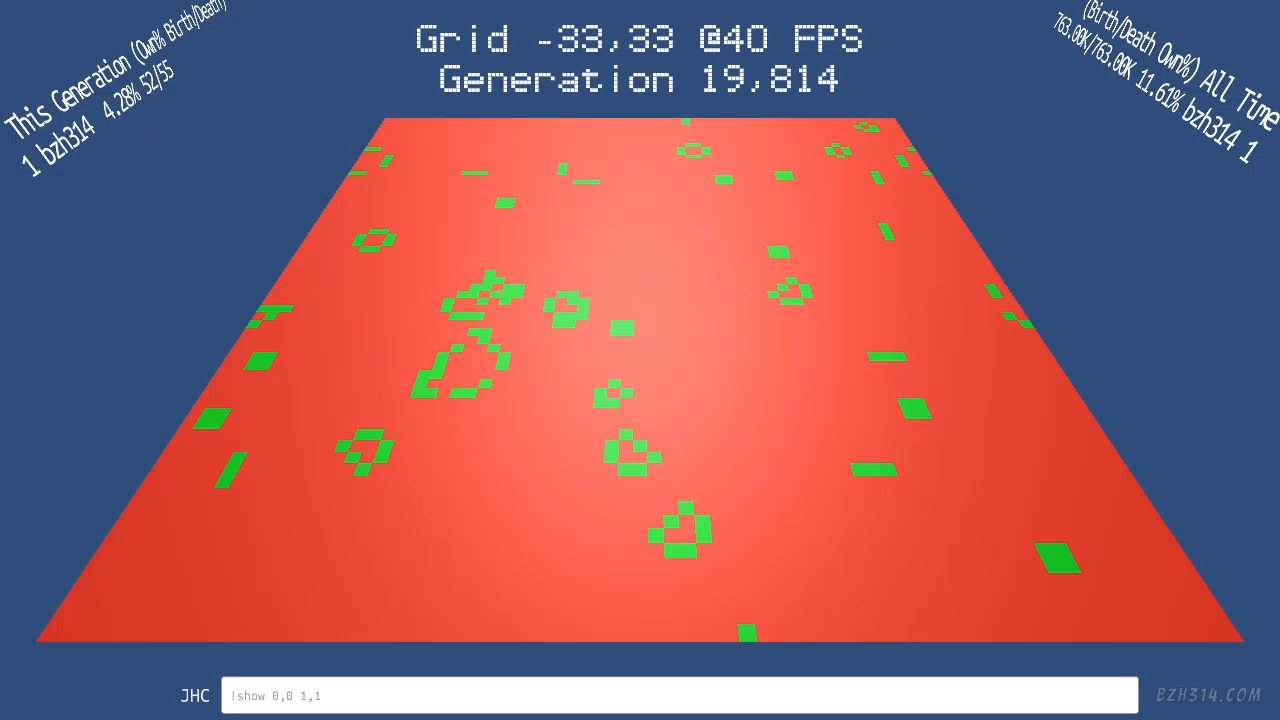 This Generation (Own% Birth/Death)
1 bzh314 4.28% 52/55
Grid -33,33 @40 FPS
Generation 19,814
(Birth/Death Own%) All Time
763.00K/763.00K 11.61% bzh314 1
JHC
!show 0,0 1,1
BZH314.COM